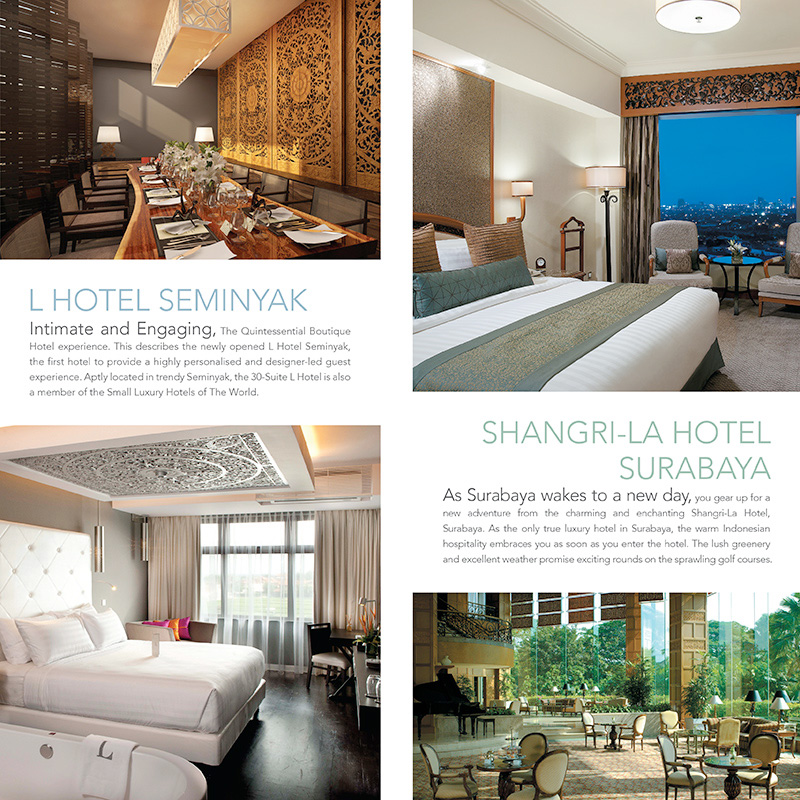 L HOTEL SEMINYAK
Intimate and Engaging, The Quintessential Boutique
Hotel experience. This describes the newly opened L Hotel Seminyak,
the first hotel to provide a highly personalised and designer-led guest
experience. Aptly located in trendy Seminyak, the 30-Suite L Hotel is also
a member of the Small Luxury Hotels of The World.
L
SHANGRI-LA HOTEL
SURABAYA
As Surabaya wakes to a new day, you gear up for a
new adventure from the charming and enchanting Shangri-La Hotel,
Surabaya. As the only true luxury hotel in Surabaya, the warm Indonesian
hospitality embraces you as soon as you enter the hotel. The lush greenery
and excellent weather promise exciting rounds on the sprawling golf courses.